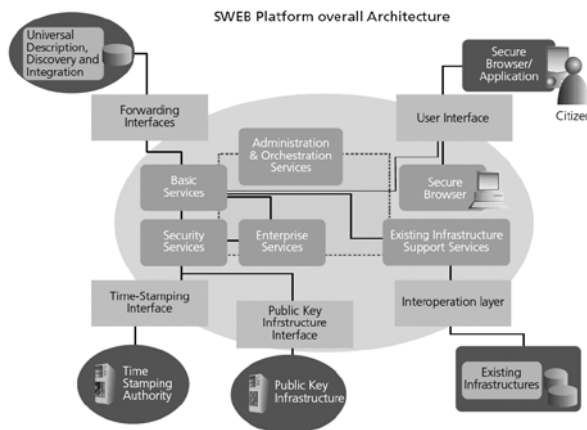 SWEB Platform overall Architecture
Universal
Description,
Discovery and
Integration
Secure
Browser/
Application
Citizen
Forwarding
Interfaces
User Interface
Administration
& Orchestration
Services
Basic
Services
Secure
Browser
Security
Services
Enterprise
Services
Existing Infrastructure
Support Services
Time-Stamping
Interface
Public Key
Infrstructure
Interface
Interoperation layer
Time
Stamping
Authority
Public Key
Infrastructure
Existing
Infrastructures